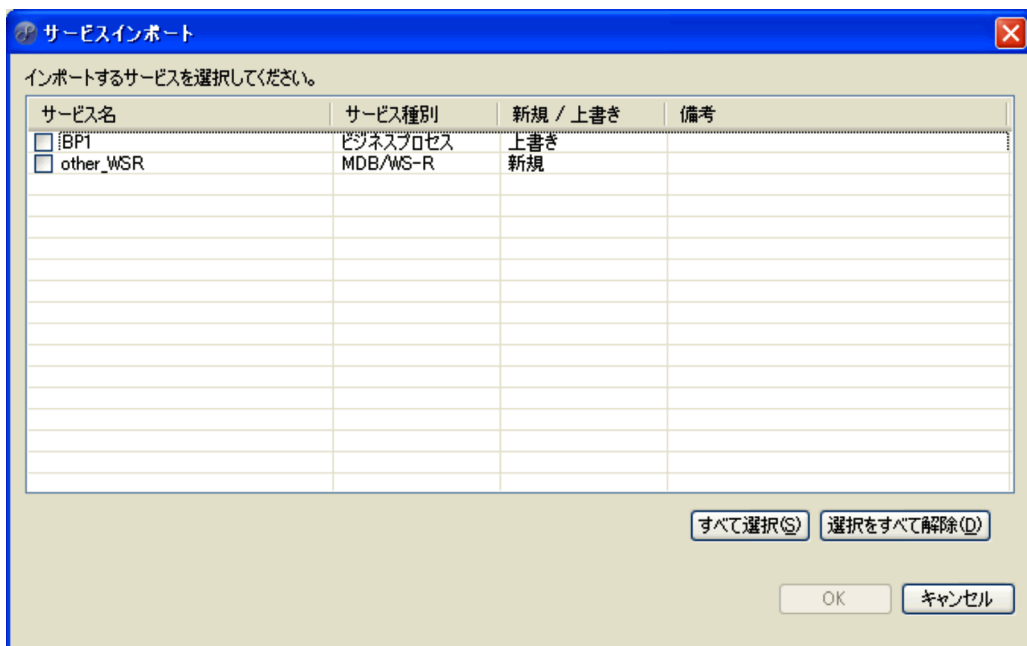 サービスインポート
インポートするサービスを選択してください。
サービス名 サービス種別 新規 / 上書き 備考
BP1 ビジネスプロセス 上書き
other_WSR MDB/WS-R 新規
すべて選択(S) 選択をすべて解除(D)
OK キャンセル